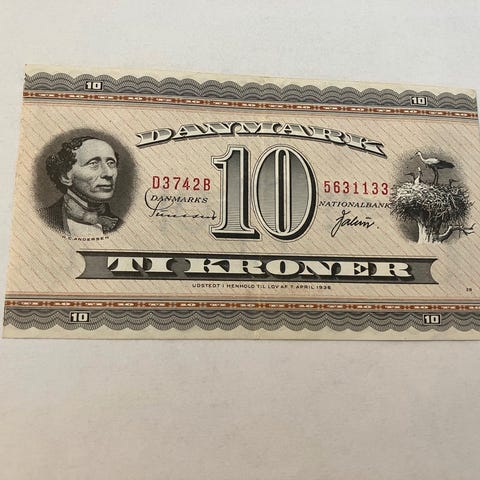 10 10
DANMARK
10
D3742B 5631133
DANMARKS NATIONALBANK
H.C. ANDERSEN
TI KRONER
UDSTEDT I HENHOLD TIL LOV AF 7. APRIL 1936
10 10